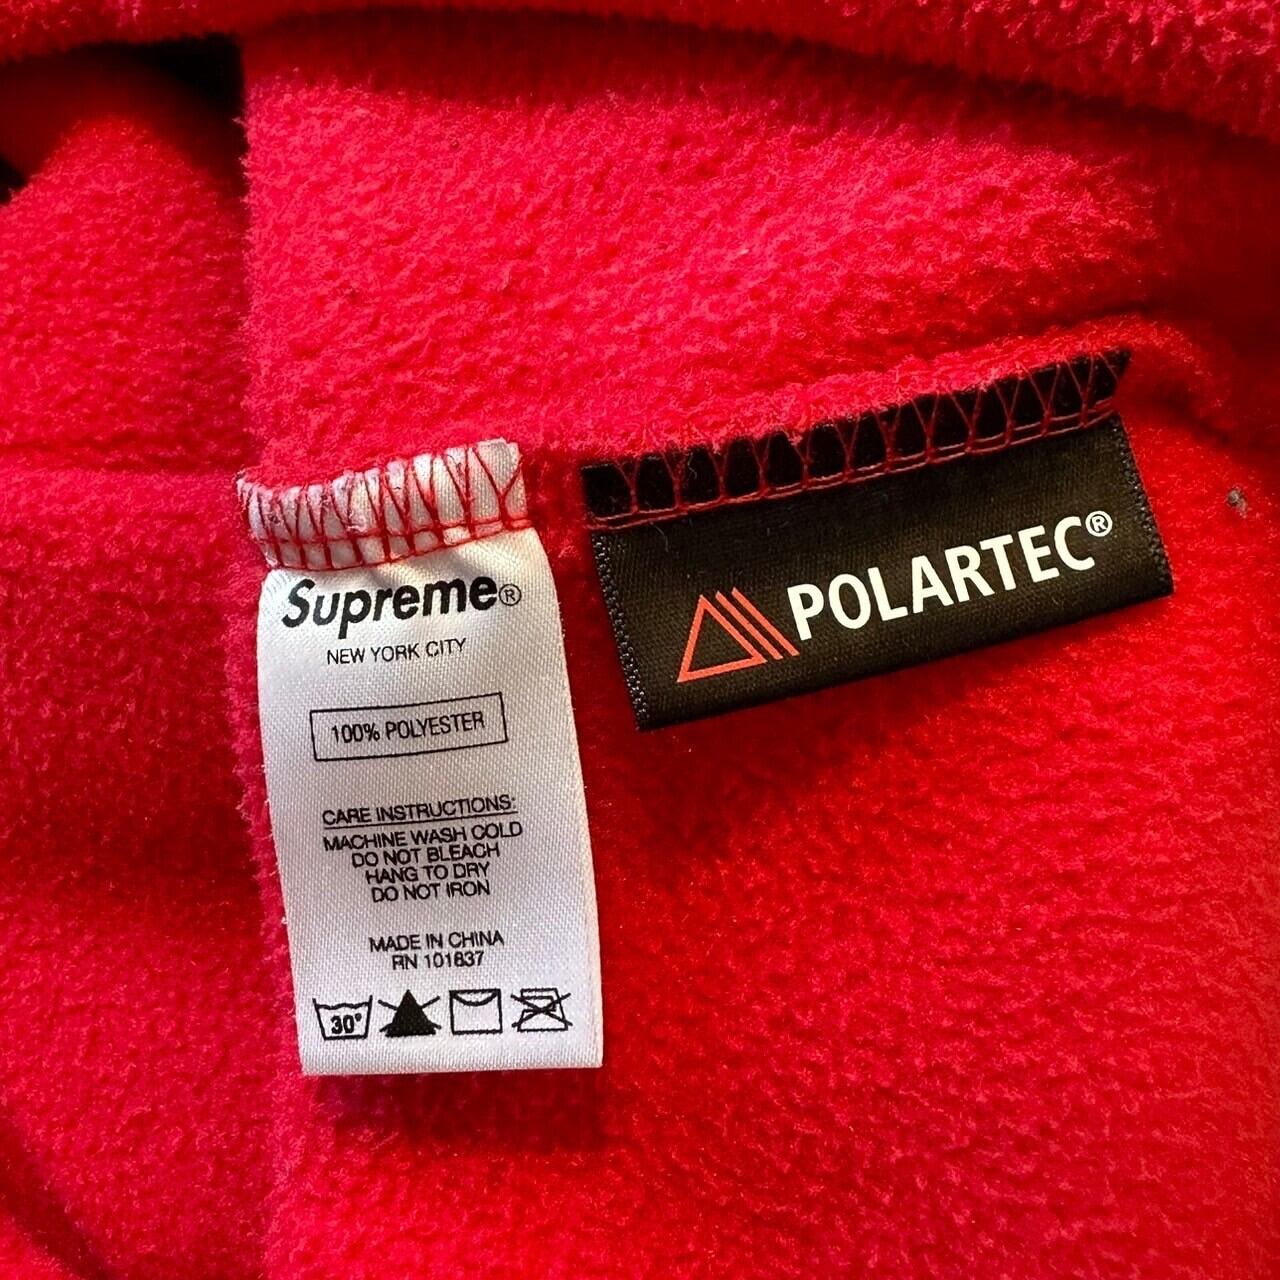 Supreme®
NEW YORK CITY
100% POLYESTER
CARE INSTRUCTIONS:
MACHINE WASH COLD
DO NOT BLEACH
HANG TO DRY
DO NOT IRON
MADE IN CHINA
RN 101837
30°
POLARTEC®